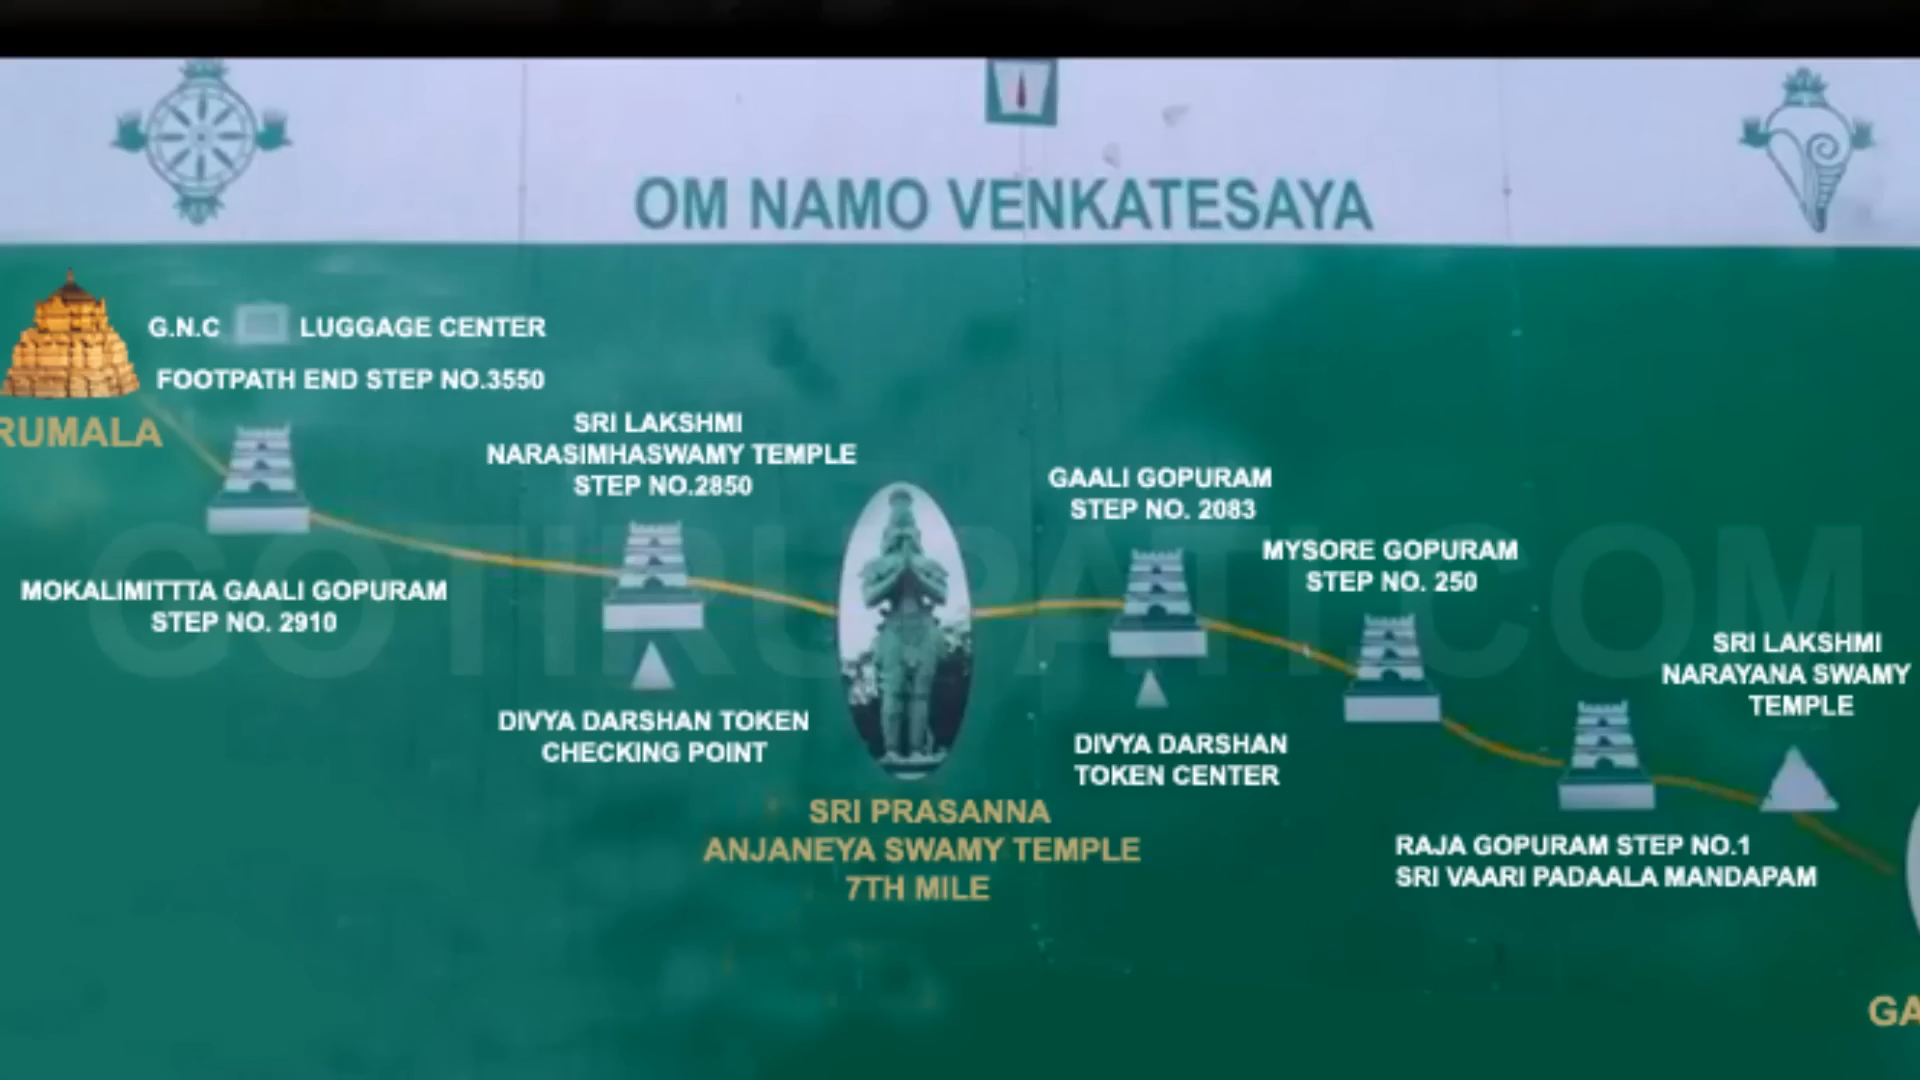 OM NAMO VENKATESAYA
G.N.C LUGGAGE CENTER
FOOTPATH END STEP NO.3550
RUMALA
SRI LAKSHMI
NARASIMHASWAMY TEMPLE
STEP NO.2850
GAALI GOPURAM
STEP NO. 2083
MYSORE GOPURAM
STEP NO. 250
MOKALIMITTTA GAALI GOPURAM
STEP NO. 2910
SRI LAKSHMI
NARAYANA SWAMY
TEMPLE
DIVYA DARSHAN TOKEN
CHECKING POINT
DIVYA DARSHAN
TOKEN CENTER
SRI PRASANNA
ANJANEYA SWAMY TEMPLE
7TH MILE
RAJA GOPURAM STEP NO.1
SRI VAARI PADAALA MANDAPAM
GA
GOTIRUPATI.COM